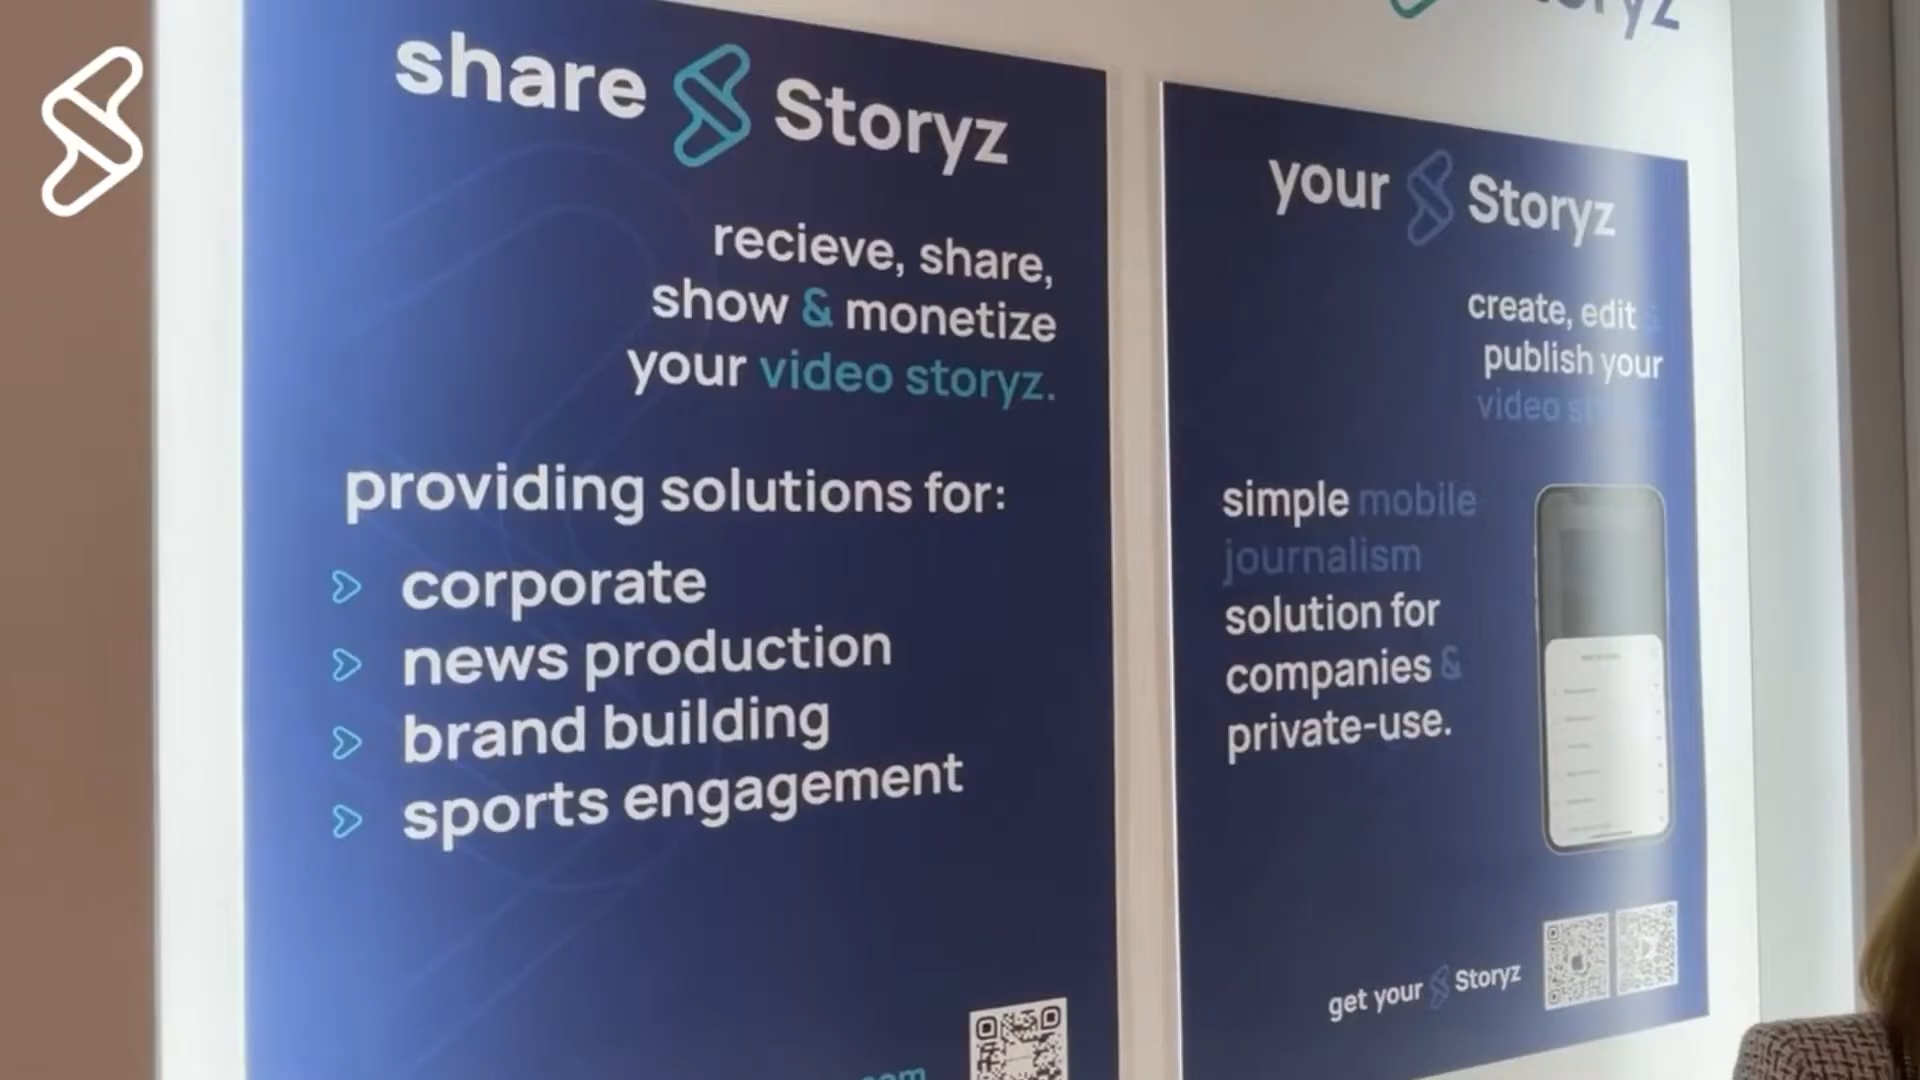 share Storyz
recieve, share,
show & monetize
your video storyz.
providing solutions for:
corporate
news production
brand building
sports engagement
your Storyz
create, edit &
publish your
video
simple mobile
journalism
solution for
companies &
private-use.
get your Storyz